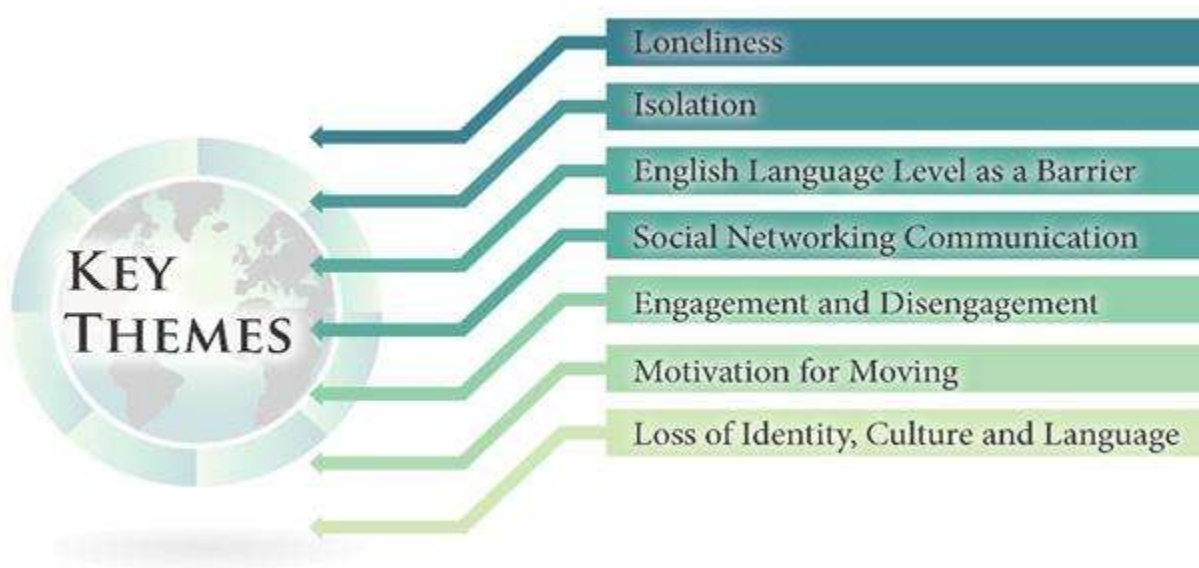 KEY
THEMES
Loneliness
Isolation
English Language Level as a Barrier
Social Networking Communication
Engagement and Disengagement
Motivation for Moving
Loss of Identity, Culture and Language